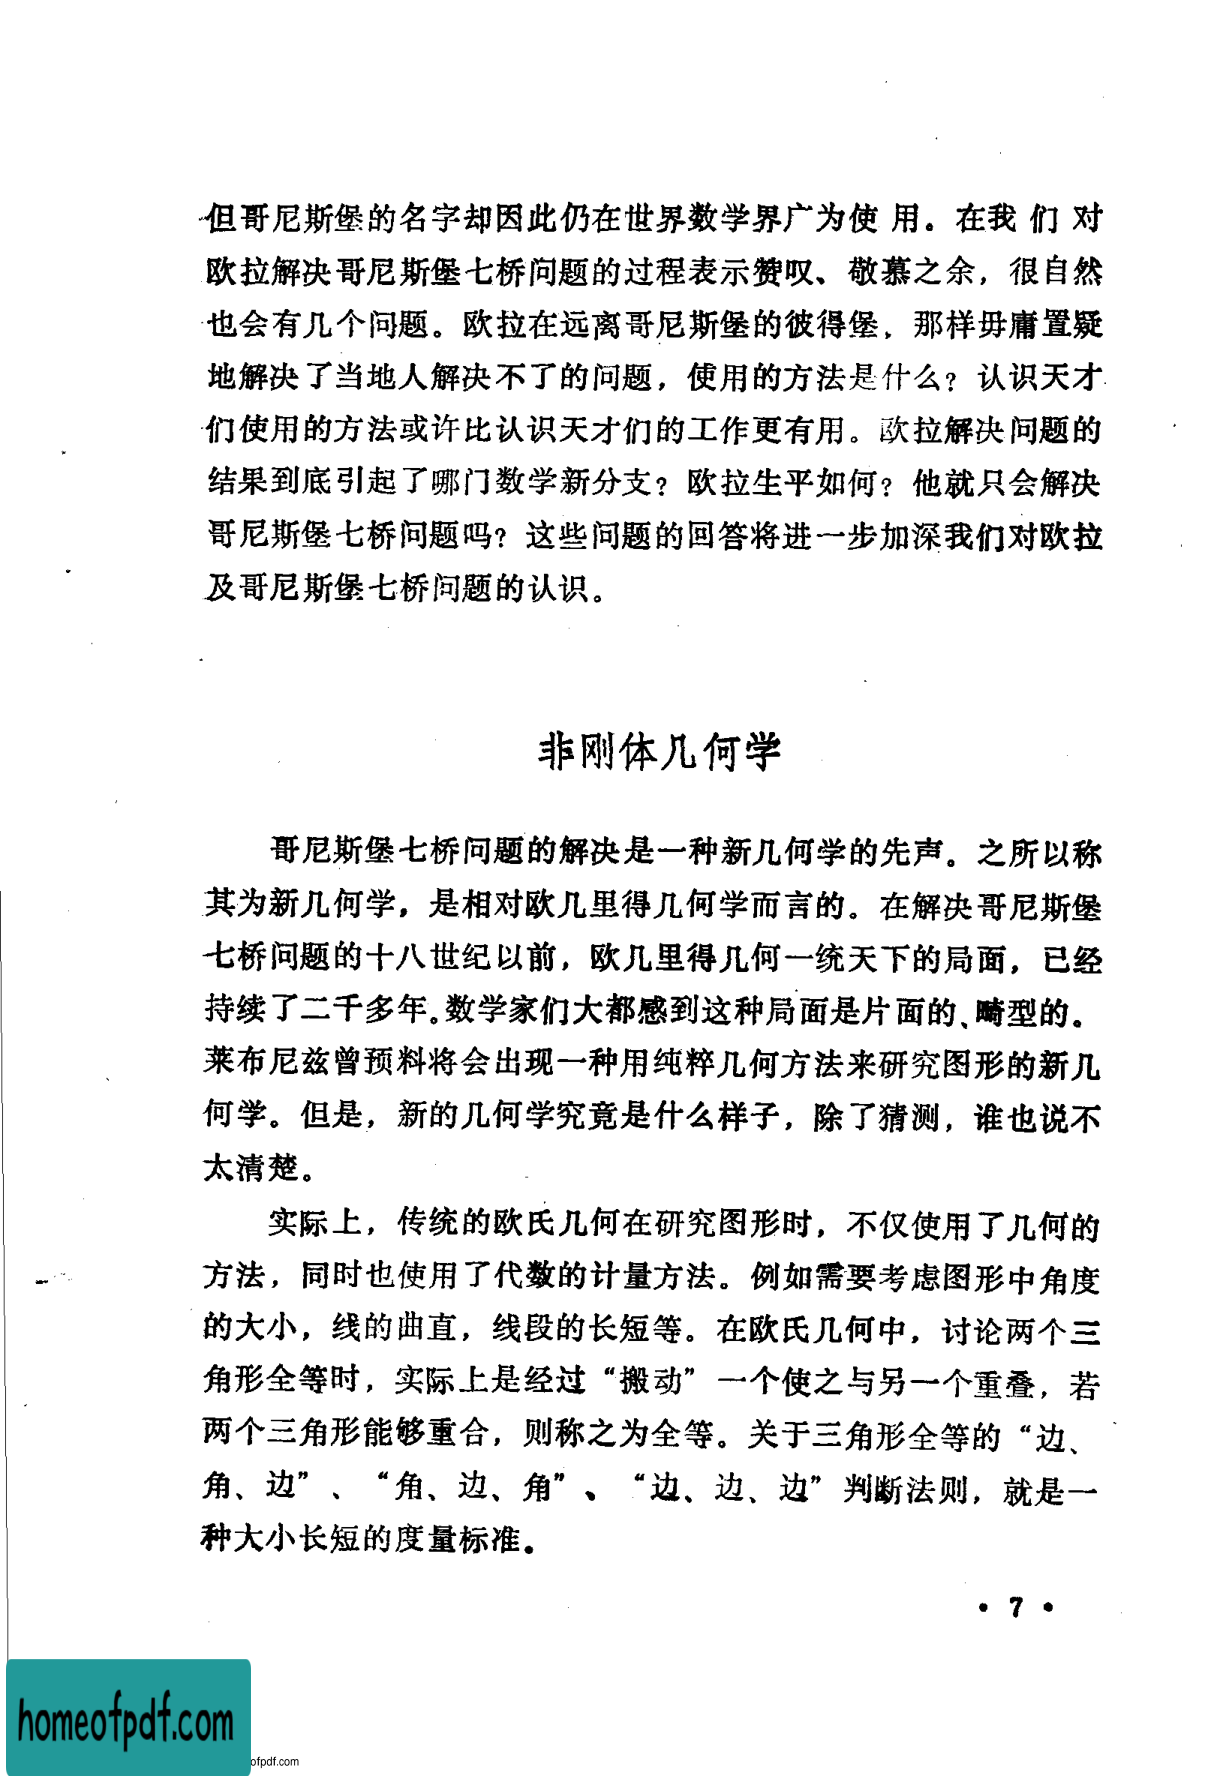 但哥尼斯堡的名字却因此仍在世界数学界广为使 用。在我 们 对
欧拉解决哥尼斯堡七桥问题的过程表示赞叹、敬慕之余，很自然
也会有几个问题。欧拉在远离哥尼斯堡的彼得堡，那样毋庸置疑
地解决了当地人解决不了的问题，使用的方法是什么？认识天才
们使用的方法或许比认识天才们的工作更有用。欧拉解决问题的
结果到底引起了哪门数学新分支？欧拉生平如何？他就只会解决
哥尼斯堡七桥问题吗？这些问题的回答将进一步加深我们对欧拉
及哥尼斯堡七桥问题的认识。
非刚体几何学
哥尼斯堡七桥问题的解决是一种新几何学的先声。之所以称
其为新几何学，是相对欧几里得几何学而言的。在解决哥尼斯堡
七桥问题的十八世纪以前，欧几里得几何一统天下的局面，已经
持续了二千多年。数学家们大都感到这种局面是片面的、畸型的。
莱布尼兹曾预料将会出现一种用纯粹几何方法来研究图形的新几
何学。但是，新的几何学究竟是什么样子，除了猜测，谁也说不
太清楚。
实际上，传统的欧氏几何在研究图形时，不仅使用了几何的
方法，同时也使用了代数的计量方法。例如需要考虑图形中角度
的大小，线的曲直，线段的长短等。在欧氏几何中，讨论两个三
角形全等时，实际上是经过“搬动”一个使之与另一个重叠，若
两个三角形能够重合，则称之为全等。关于三角形全等的“边、
角、边”、“角、边、角”、“边、边、边”判断法则，就是一
种大小长短的度量标准。
• 7 •
homeofpdf.com
ofpdf.com